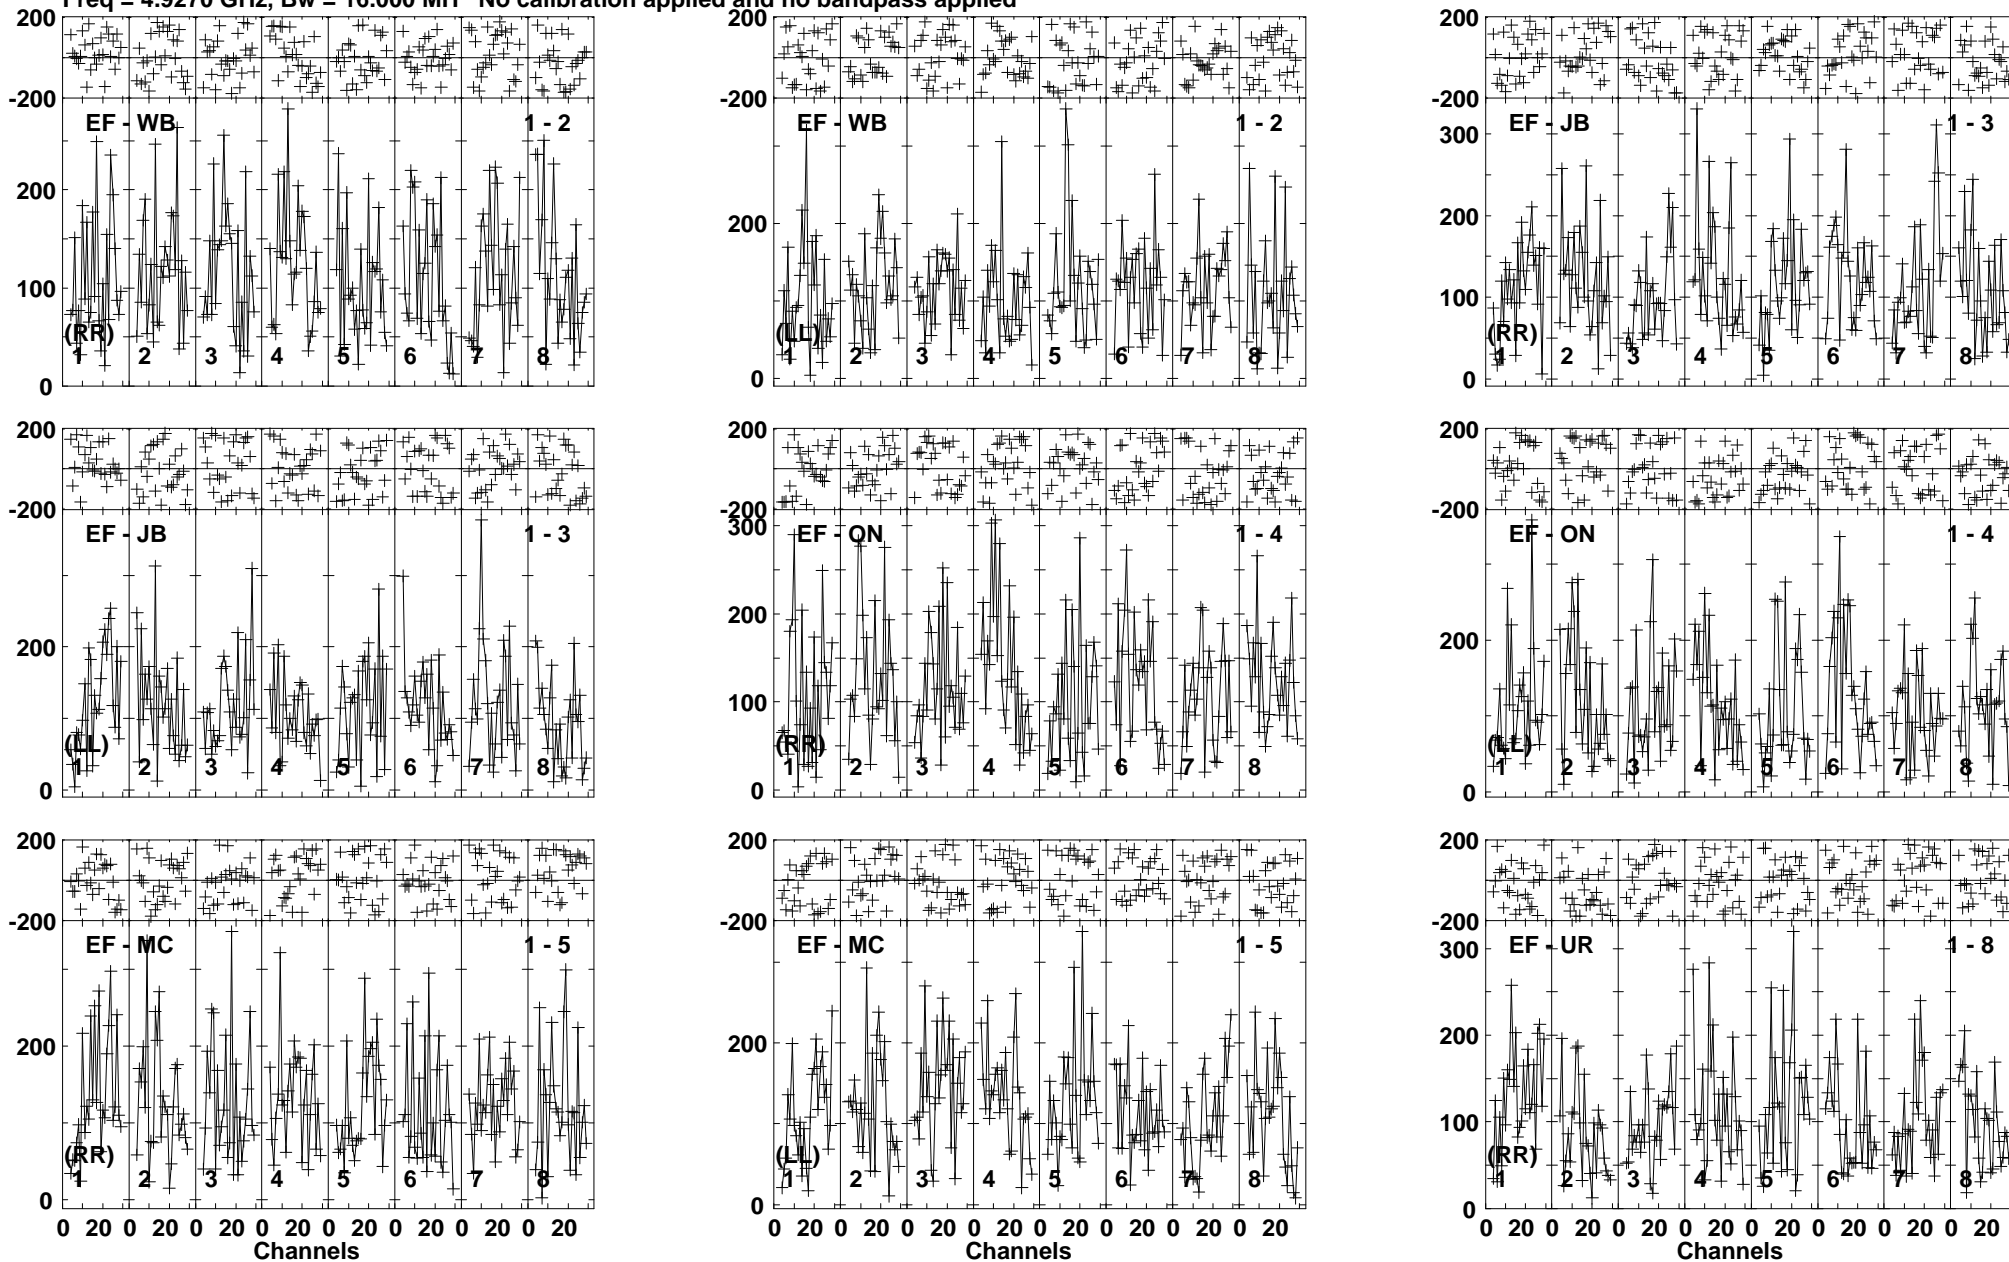 Freq = 4.9270 GHz, Bw = 16.000 MH No calibration applied and no bandpass applied
200 200 200
-200 -200 -200
EF - WB 1 - 2 EF - WB 1 - 2 EF - JB 1 - 3
300
200 200 200
100 100
(RR) (LL) (RR)
1 2 3 4 5 6 7 8 1 2 3 4 5 6 7 8 1 2 3 4 5 6 7 8
0 0 0
200 200 200
-200 -200 -200
EF - JB 1 - 3 300 EF - ON 1 - 4 EF - ON 1 - 4
200 200 200
100
(LL) (RR) (LL)
1 2 3 4 5 6 7 8 1 2 3 4 5 6 7 8 1 2 3 4 5 6 7 8
0 0 0
200 200 200
-200 -200 -200
EF - MC 1 - 5 EF - MC 1 - 5 300 EF - UR 1 - 8
200 200 200
100
(RR) (LL) (RR)
1 2 3 4 5 6 7 8 1 2 3 4 5 6 7 8 1 2 3 4 5 6 7 8
0 0 0
0 20 0 20 0 20 0 20 0 20 0 20 0 20 0 20 0 20 0 20 0 20 0 20 0 20 0 20 0 20 0 20 0 20 0 20 0 20 0 20 0 20 0 20 0 20 0 20
Channels Channels Channels